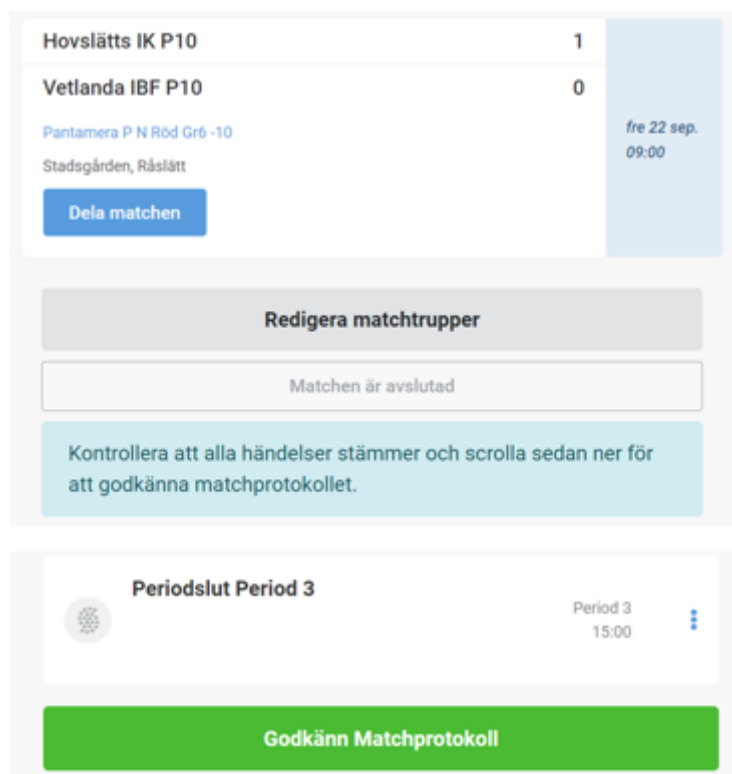 Hovslätts IK P10 1
Vetlanda IBF P10 0
Pantamera P N Röd Gr6 -10
Stadsgården, Råslätt
fre 22 sep.
09:00
Dela matchen
Redigera matchtrupper
Matchen är avslutad
Kontrollera att alla händelser stämmer och scrolla sedan ner för
att godkänna matchprotokollet.
Periodslut Period 3
Period 3
15:00
Godkänn Matchprotokoll